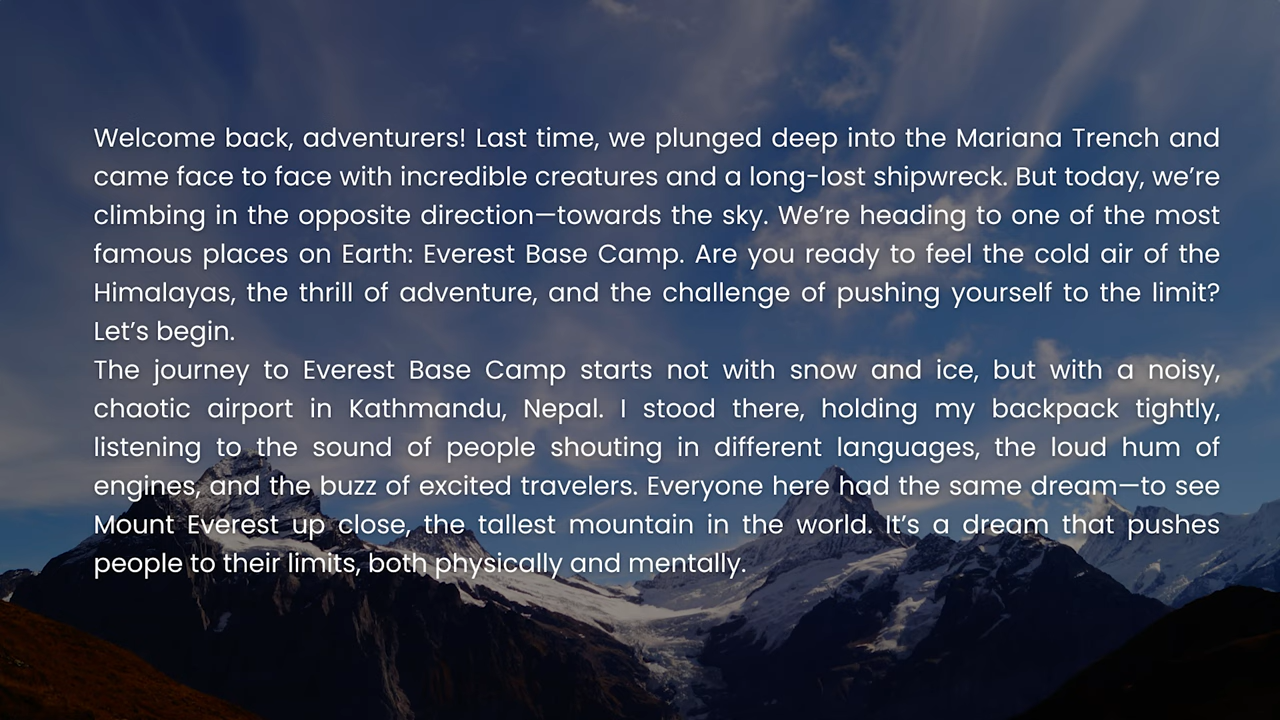 Welcome back, adventurers! Last time, we plunged deep into the Mariana Trench and
came face to face with incredible creatures and a long-lost shipwreck. But today, we’re
climbing in the opposite direction—towards the sky. We’re heading to one of the most
famous places on Earth: Everest Base Camp. Are you ready to feel the cold air of the
Himalayas, the thrill of adventure, and the challenge of pushing yourself to the limit?
Let’s begin.
The journey to Everest Base Camp starts not with snow and ice, but with a noisy,
chaotic airport in Kathmandu, Nepal. I stood there, holding my backpack tightly,
listening to the sound of people shouting in different languages, the loud hum of
engines, and the buzz of excited travelers. Everyone here had the same dream—to see
Mount Everest up close, the tallest mountain in the world. It’s a dream that pushes
people to their limits, both physically and mentally.